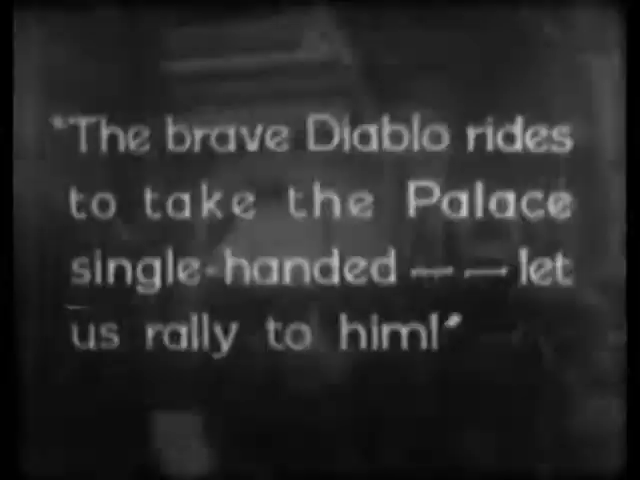 "The brave Diablo rides
to take the Palace
single-handed — — let
us rally to him!"